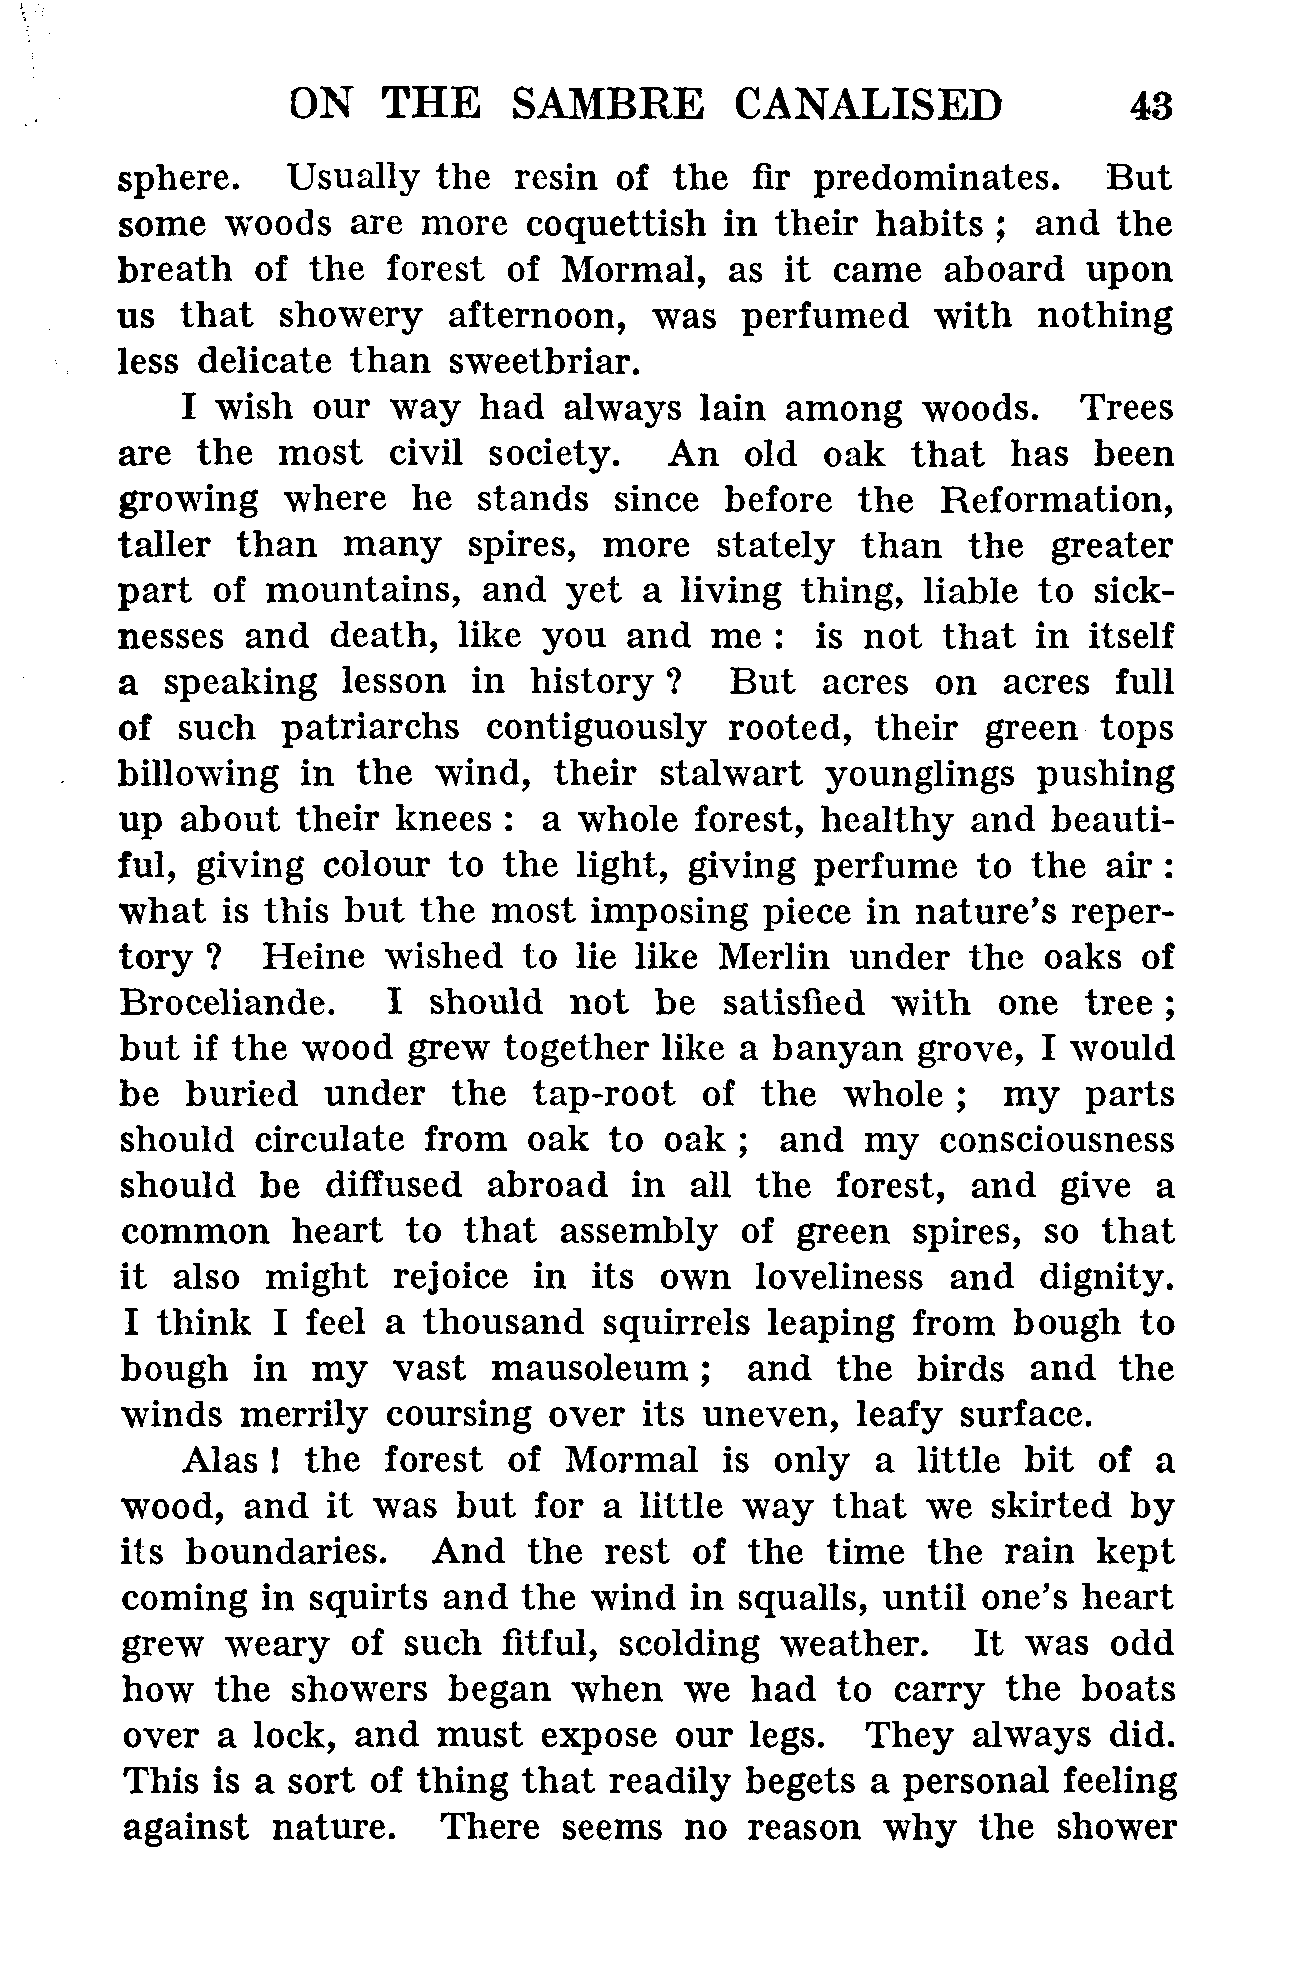 ON THE SAMBRE CANALISED 43
sphere. Usually the resin of the fir predominates. But
some woods are more coquettish in their habits ; and the
breath of the forest of Mormal, as it came aboard upon
us that showery afternoon, was perfumed with nothing
less delicate than sweetbriar.
I wish our way had always lain among woods. Trees
are the most civil society. An old oak that has been
growing where he stands since before the Reformation,
taller than many spires, more stately than the greater
part of mountains, and yet a living thing, liable to sick-
nesses and death, like you and me : is not that in itself
a speaking lesson in history ? But acres on acres full
of such patriarchs contiguously rooted, their green tops
billowing in the wind, their stalwart younglings pushing
up about their knees : a whole forest, healthy and beauti-
ful, giving colour to the light, giving perfume to the air :
what is this but the most imposing piece in nature's reper-
tory ? Heine wished to lie like Merlin under the oaks of
Broceliande. I should not be satisfied with one tree ;
but if the wood grew together like a banyan grove, I would
be buried under the tap-root of the whole ; my parts
should circulate from oak to oak ; and my consciousness
should be diffused abroad in all the forest, and give a
common heart to that assembly of green spires, so that
it also might rejoice in its own loveliness and dignity.
I think I feel a thousand squirrels leaping from bough to
bough in my vast mausoleum ; and the birds and the
winds merrily coursing over its uneven, leafy surface.
Alas ! the forest of Mormal is only a little bit of a
wood, and it was but for a little way that we skirted by
its boundaries. And the rest of the time the rain kept
coming in squirts and the wind in squalls, until one's heart
grew weary of such fitful, scolding weather. It was odd
how the showers began when we had to carry the boats
over a lock, and must expose our legs. They always did.
This is a sort of thing that readily begets a personal feeling
against nature. There seems no reason why the shower